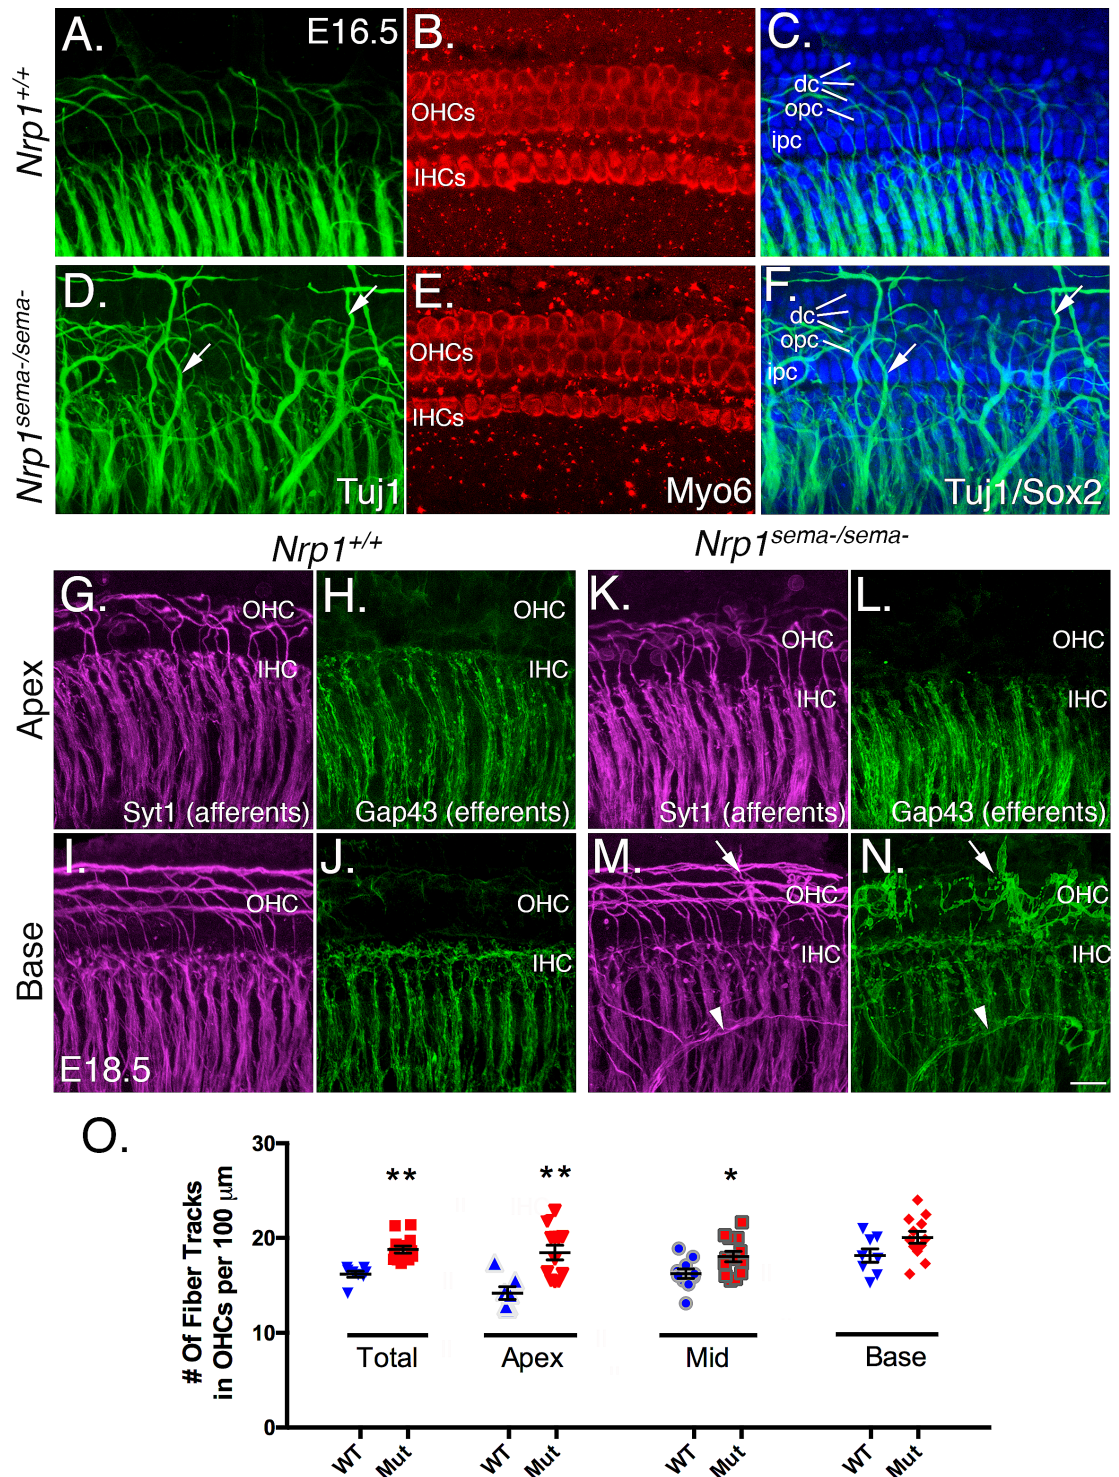 A. E16.5 B. C.
Nrp1+/+
OHCs
IHCs
dc
opc
ipc
D. E. F.
Nrp1sema-/sema-
OHCs
IHCs
dc
opc
ipc
Tuj1 Myo6 Tuj1/Sox2
Nrp1+/+ Nrp1sema-/sema-
G. H. K. L.
OHC OHC OHC OHC
IHC IHC IHC IHC
Apex
Syt1 (afferents) Gap43 (efferents) Syt1 (afferents) Gap43 (efferents)
I. J. M. N.
OHC OHC OHC OHC
IHC IHC IHC
Base
E18.5
O.
# Of Fiber Tracks
in OHCs per 100 µm
30
20
10
0
** ** *
Total Apex Mid Base
WT Mut WT Mut WT Mut WT Mut